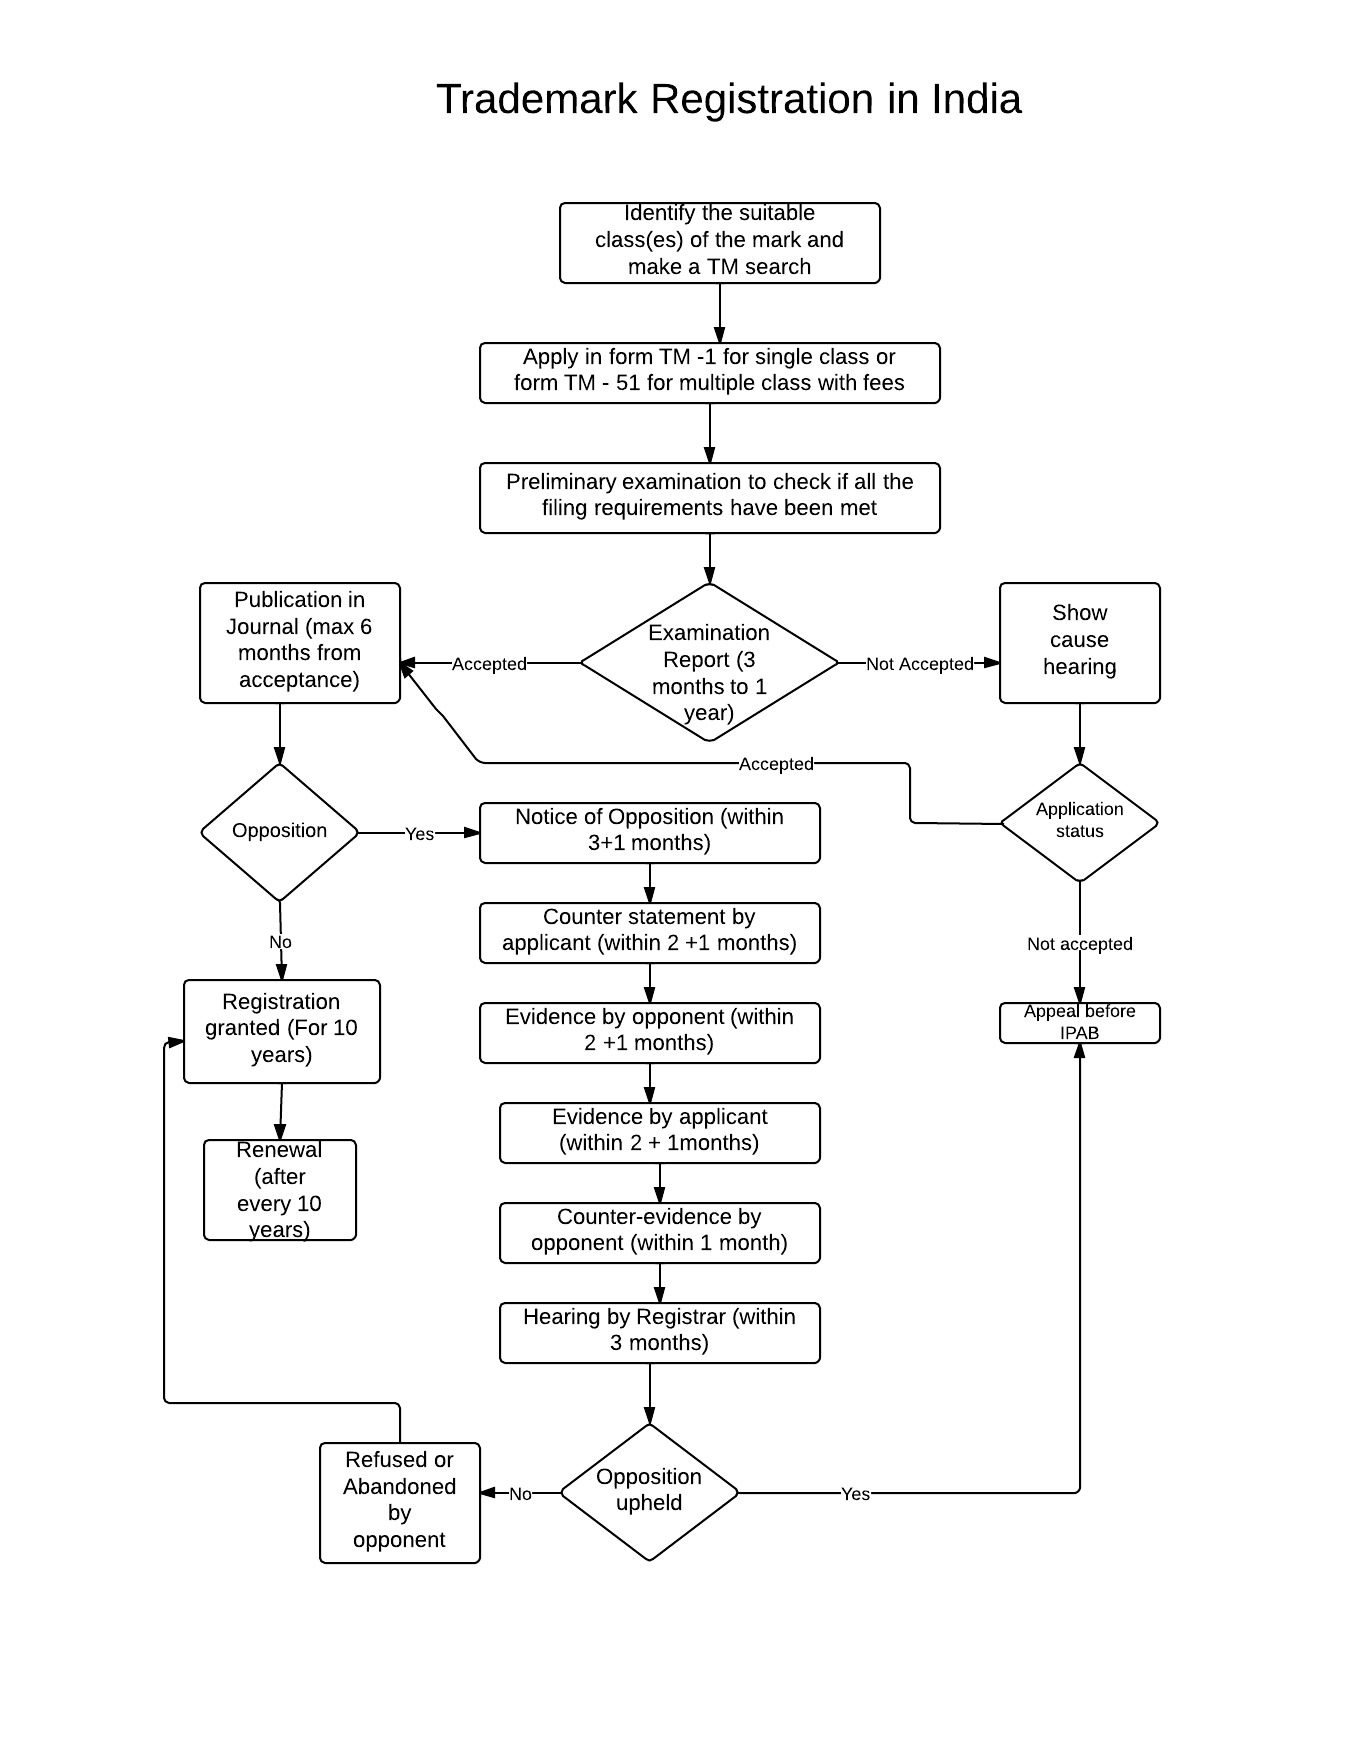 Trademark Registration in India
Identify the suitable
class(es) of the mark and
make a TM search
Apply in form TM -1 for single class or
form TM - 51 for multiple class with fees
Preliminary examination to check if all the
filing requirements have been met
Publication in
Journal (max 6
months from
acceptance)
Accepted
Examination
Report (3
months to 1
year)
Not Accepted
Show
cause
hearing
Accepted
Opposition
Yes
Notice of Opposition (within
3+1 months)
Application
status
Counter statement by
applicant (within 2 +1 months)
No
Not accepted
Registration
granted (For 10
years)
Evidence by opponent (within
2 +1 months)
Appeal before
IPAB
Evidence by applicant
(within 2 + 1months)
Renewal
(after
every 10
years)
Counter-evidence by
opponent (within 1 month)
Hearing by Registrar (within
3 months)
Refused or
Abandoned
by
opponent
No
Opposition
upheld
Yes